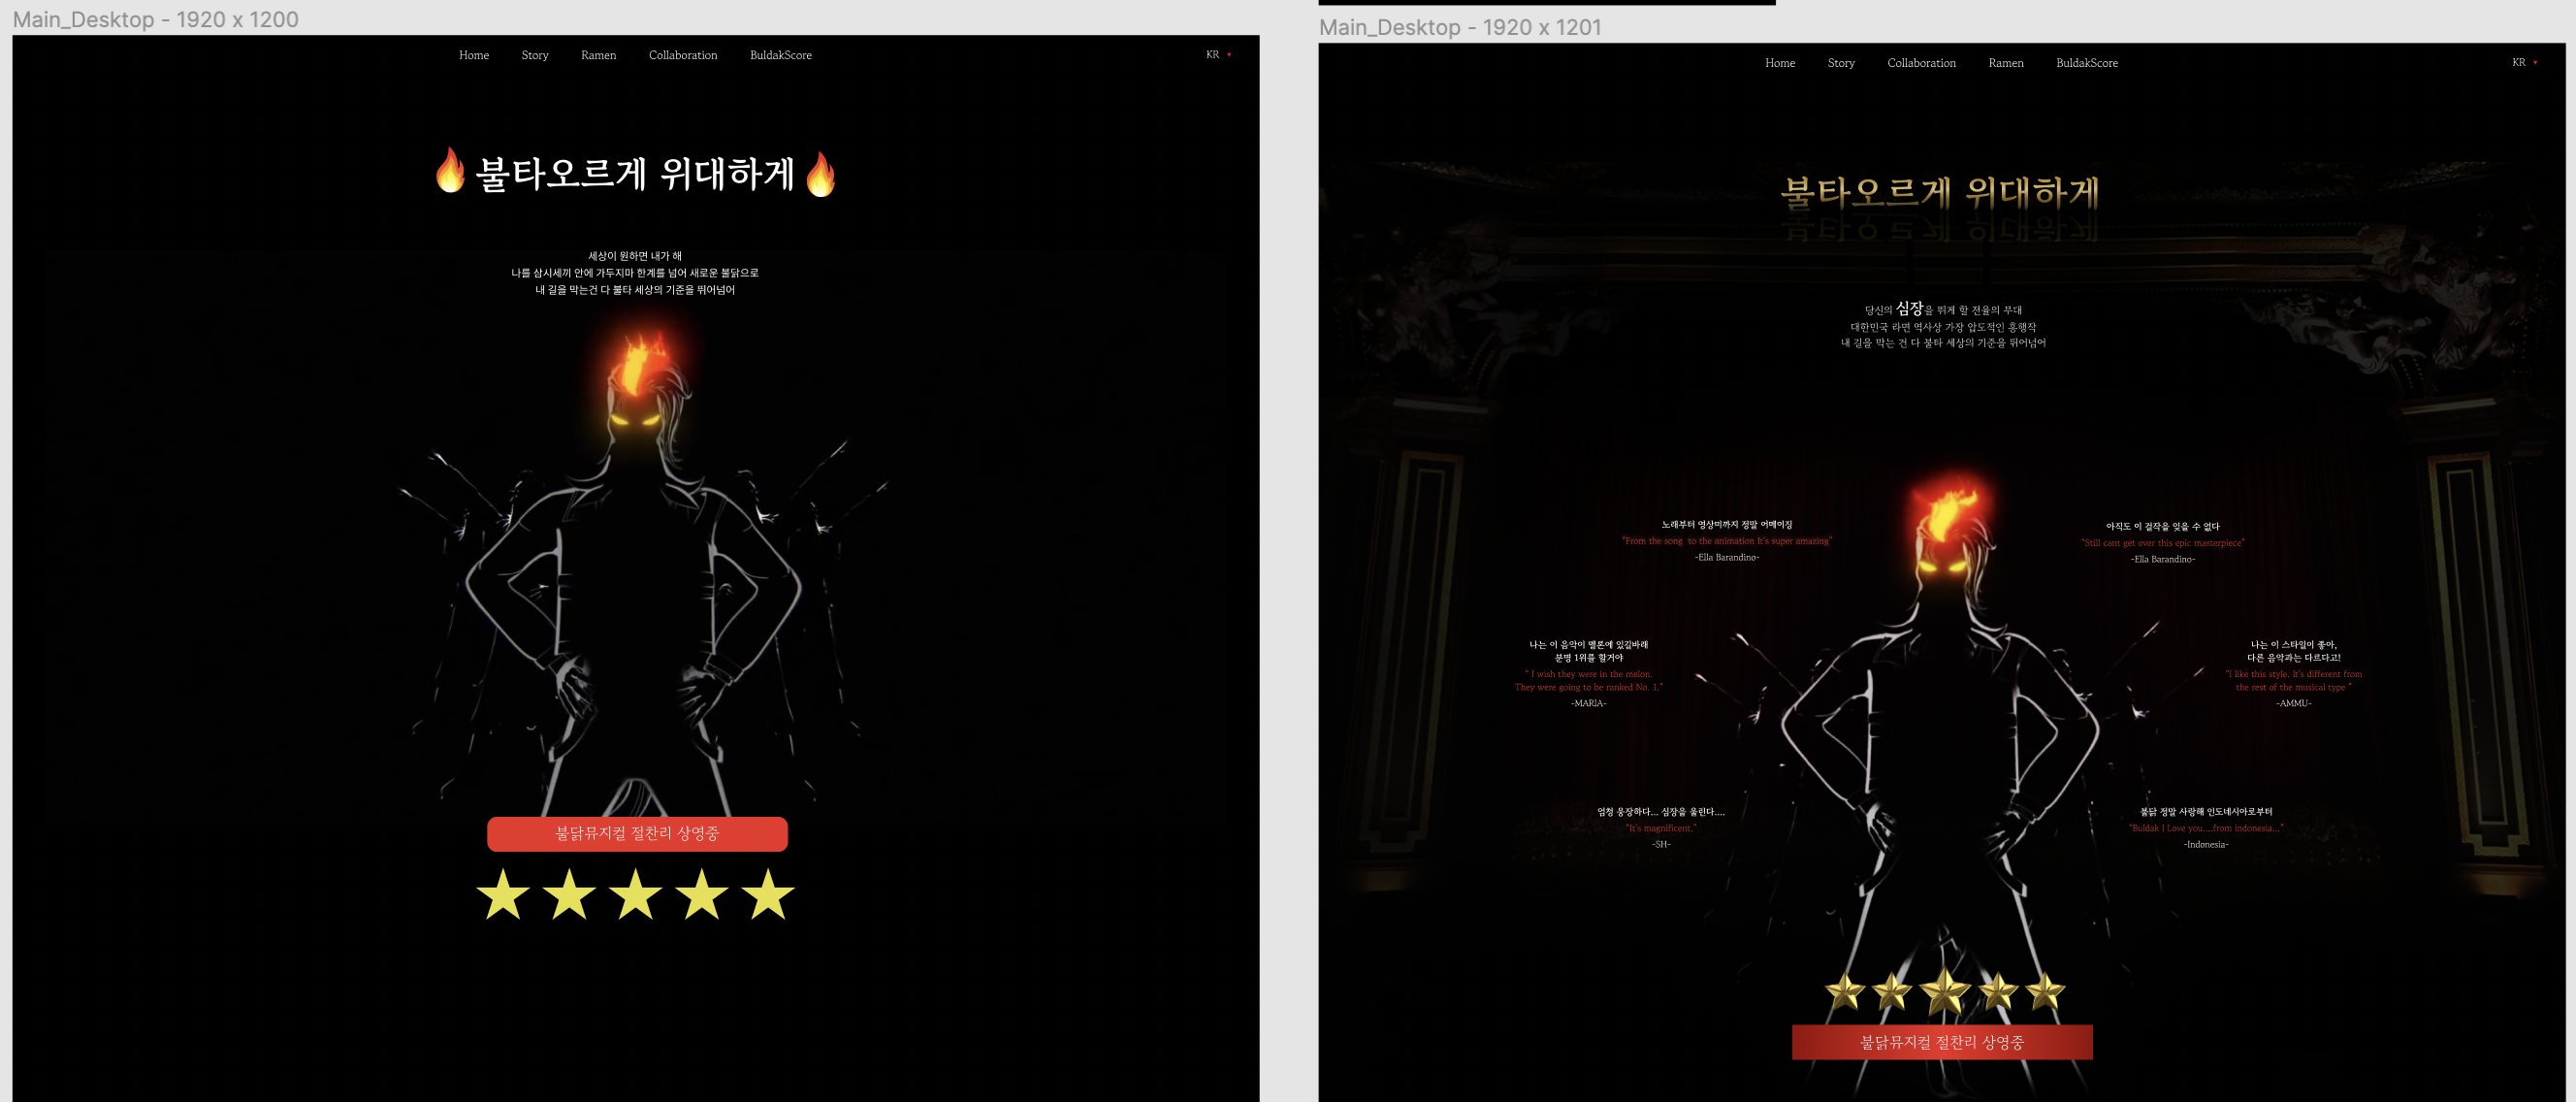 Main_Desktop - 1920 x 1200
Home Story Ramen Collaboration BuldakScore KR
불타오르게 위대하게
세상이 원하면 내가 해
나를 삼시세끼 안에 가두지마 한계를 넘어 새로운 불닭으로
내 길을 막는건 다 불타 세상의 기준을 뛰어넘어
불닭뮤지컬 절찬리 상영중
Main_Desktop - 1920 x 1201
Home Story Collaboration Ramen BuldakScore KR
불타오르게 위대하게
불타오르게 위대하게
당신의 심장을 뛰게 할 전율의 무대
대한민국 라면 역사상 가장 압도적인 흥행작
내 길을 막는 건 다 불타 세상의 기준을 뛰어넘어
노래부터 영상미까지 정말 어메이징
"From the song to the animation It's super amazing"
-Ella Barandino-
아직도 이 걸작을 잊을 수 없다
"Still cant get over this epic masterpiece"
-Ella Barandino-
나는 이 음악이 멜론에 있길바래
분명 1위를 할거야
" I wish they were in the melon.
They were going to be ranked No. 1."
-MARIA-
나는 이 스타일이 좋아,
다른 음악과는 다르다고!
"I like this style. It's different from
the rest of the musical type "
-AMMU-
엄청 웅장하다... 심장을 울린다....
"It's magnificent."
-SH-
불닭 정말 사랑해 인도네시아로부터
"Buldak I Love you....from indonesia..."
-Indonesia-
불닭뮤지컬 절찬리 상영중